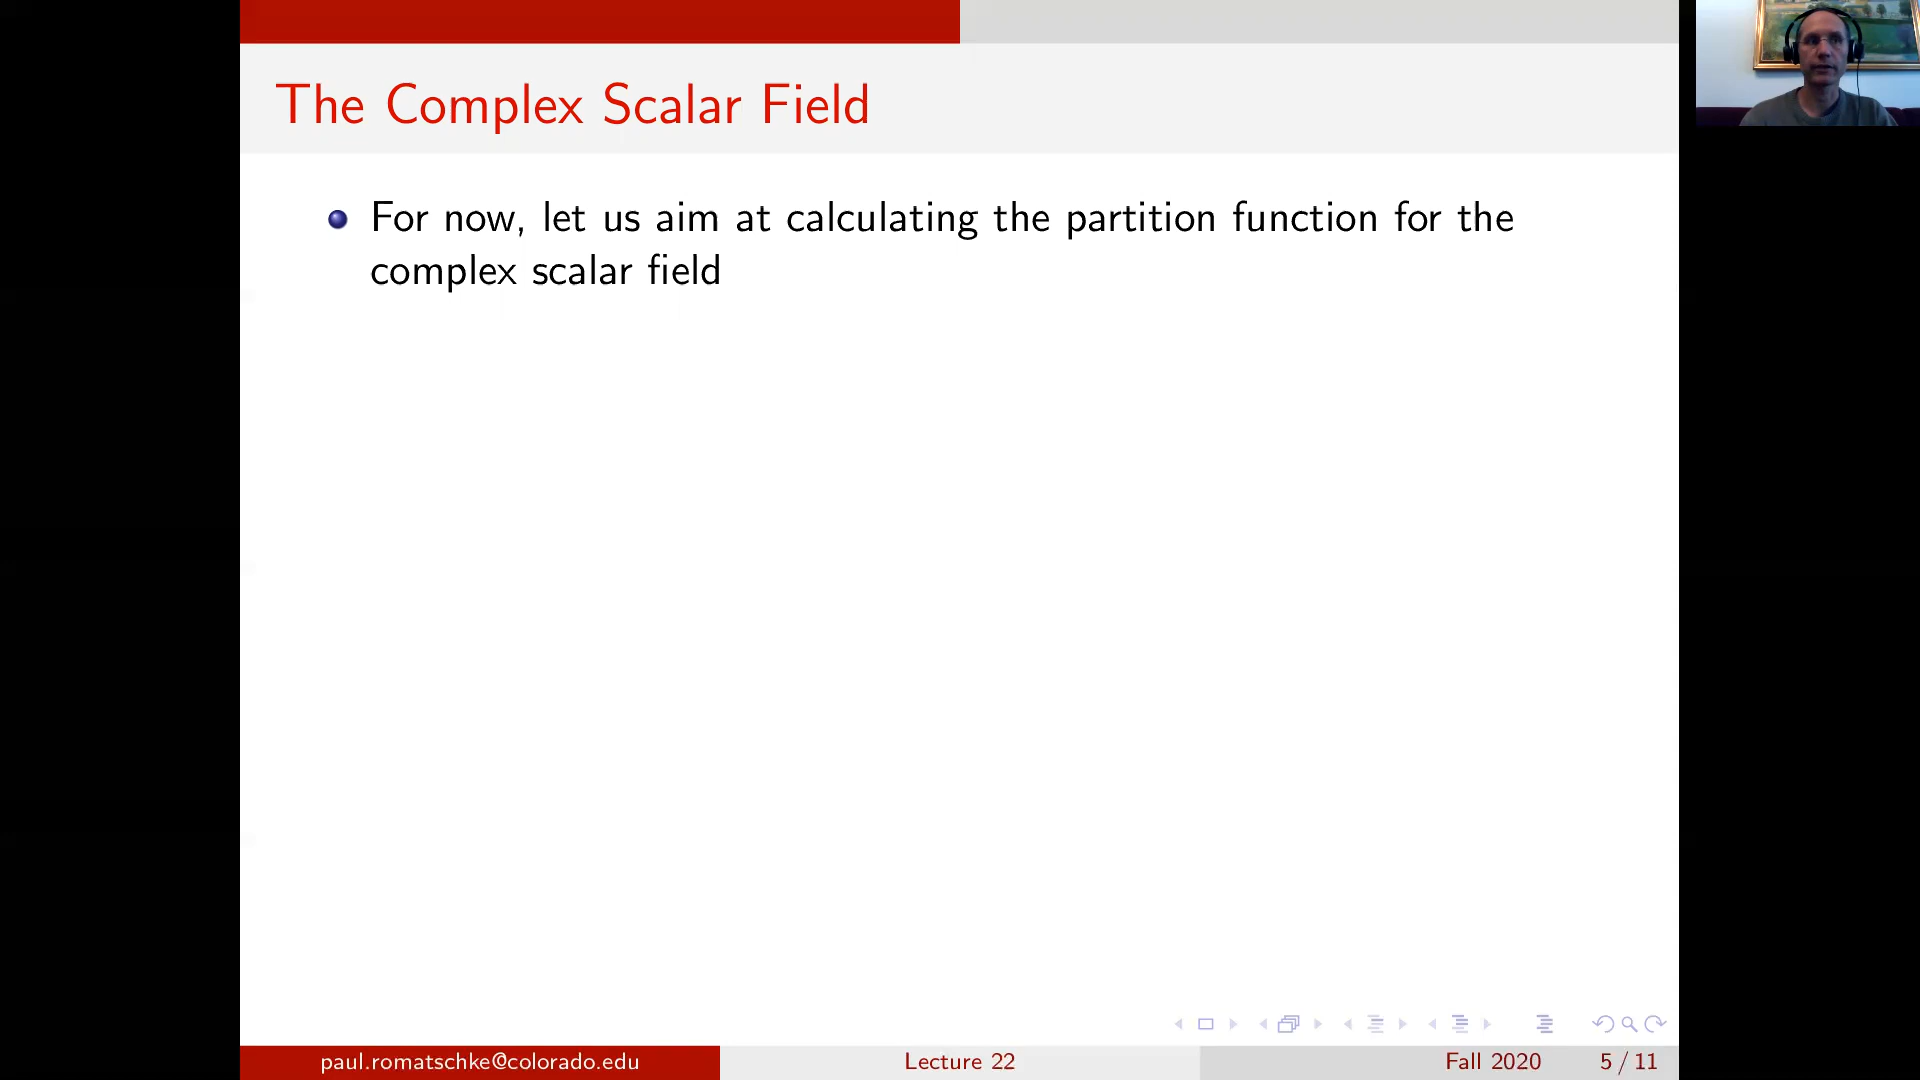 The Complex Scalar Field
For now, let us aim at calculating the partition function for the
complex scalar field
paul.romatschke@colorado.edu
Lecture 22
Fall 2020
5 / 11